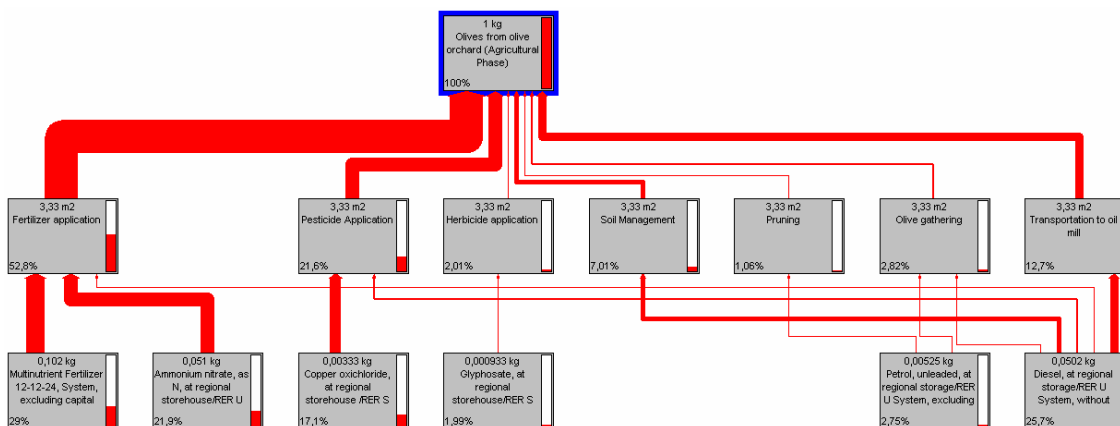 1 kg
Olives from olive
orchard (Agricultural
Phase)
100%
3,33 m2
Fertilizer application
52,8%
3,33 m2
Pesticide Application
21,6%
3,33 m2
Herbicide application
2,01%
3,33 m2
Soil Management
7,01%
3,33 m2
Pruning
1,06%
3,33 m2
Olive gathering
2,82%
3,33 m2
Transportation to oil
mill
12,7%
0,102 kg
Multinutrient Fertilizer
12-12-24, System,
excluding capital
29%
0,051 kg
Ammonium nitrate, as
N, at regional
storehouse/RER U
21,9%
0,00333 kg
Copper oxichloride, at
regional
storehouse /RER S
17,1%
0,000933 kg
Glyphosate, at
regional
storehouse/RER S
1,99%
0,00525 kg
Petrol, unleaded, at
regional storage/RER
U System, excluding
2,75%
0,0502 kg
Diesel, at regional
storage/RER U
System, without
25,7%